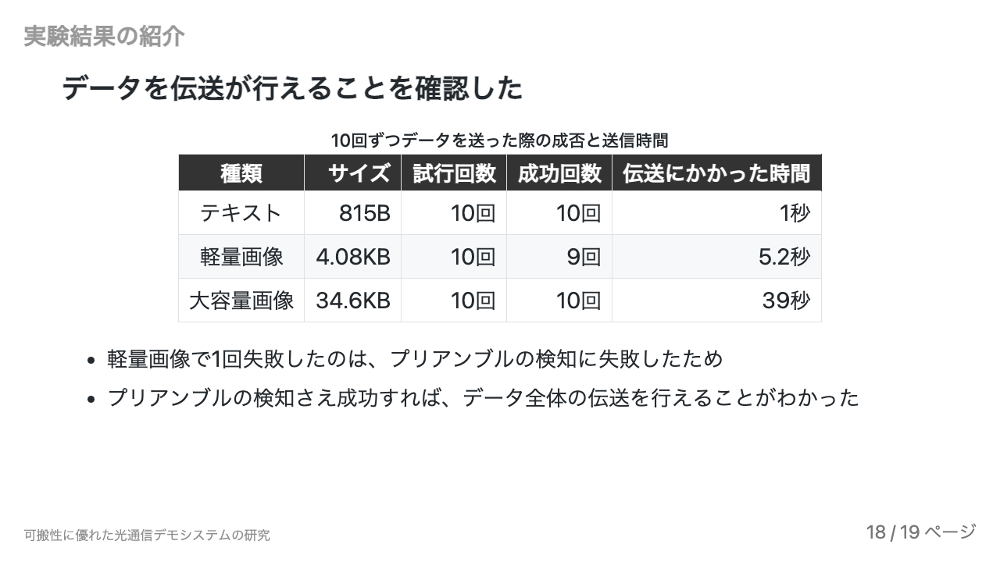 実験結果の紹介
データを伝送が行えることを確認した
10回ずつデータを送った際の成否と送信時間
種類 サイズ 試行回数 成功回数 伝送にかかった時間
テキスト 815B 10回 10回 1秒
軽量画像 4.08KB 10回 9回 5.2秒
大容量画像 34.6KB 10回 10回 39秒
• 軽量画像で1回失敗したのは、プリアンブルの検知に失敗したため
• プリアンブルの検知さえ成功すれば、データ全体の伝送を行えることがわかった
可搬性に優れた光通信デモシステムの研究
18 / 19 ページ